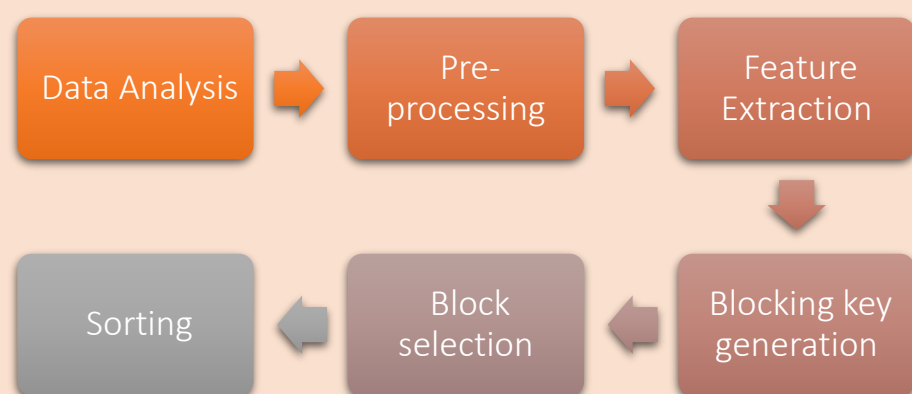 Data Analysis
Pre-
processing
Feature
Extraction
Blocking key
generation
Block
selection
Sorting